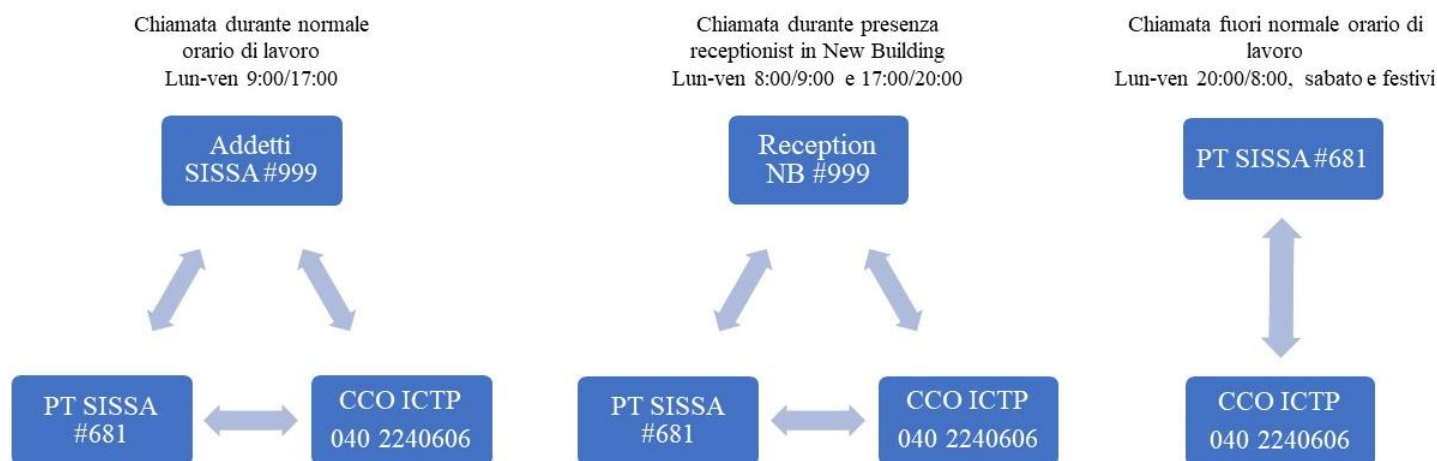 Chiamata durante normale
orario di lavoro
Lun-ven 9:00/17:00
Addetti
SISSA #999
PT SISSA
#681
CCO ICTP
040 2240606
Chiamata durante presenza
receptionist in New Building
Lun-ven 8:00/9:00 e 17:00/20:00
Reception
NB #999
PT SISSA
#681
CCO ICTP
040 2240606
Chiamata fuori normale orario di
lavoro
Lun-ven 20:00/8:00, sabato e festivi
PT SISSA #681
CCO ICTP
040 2240606